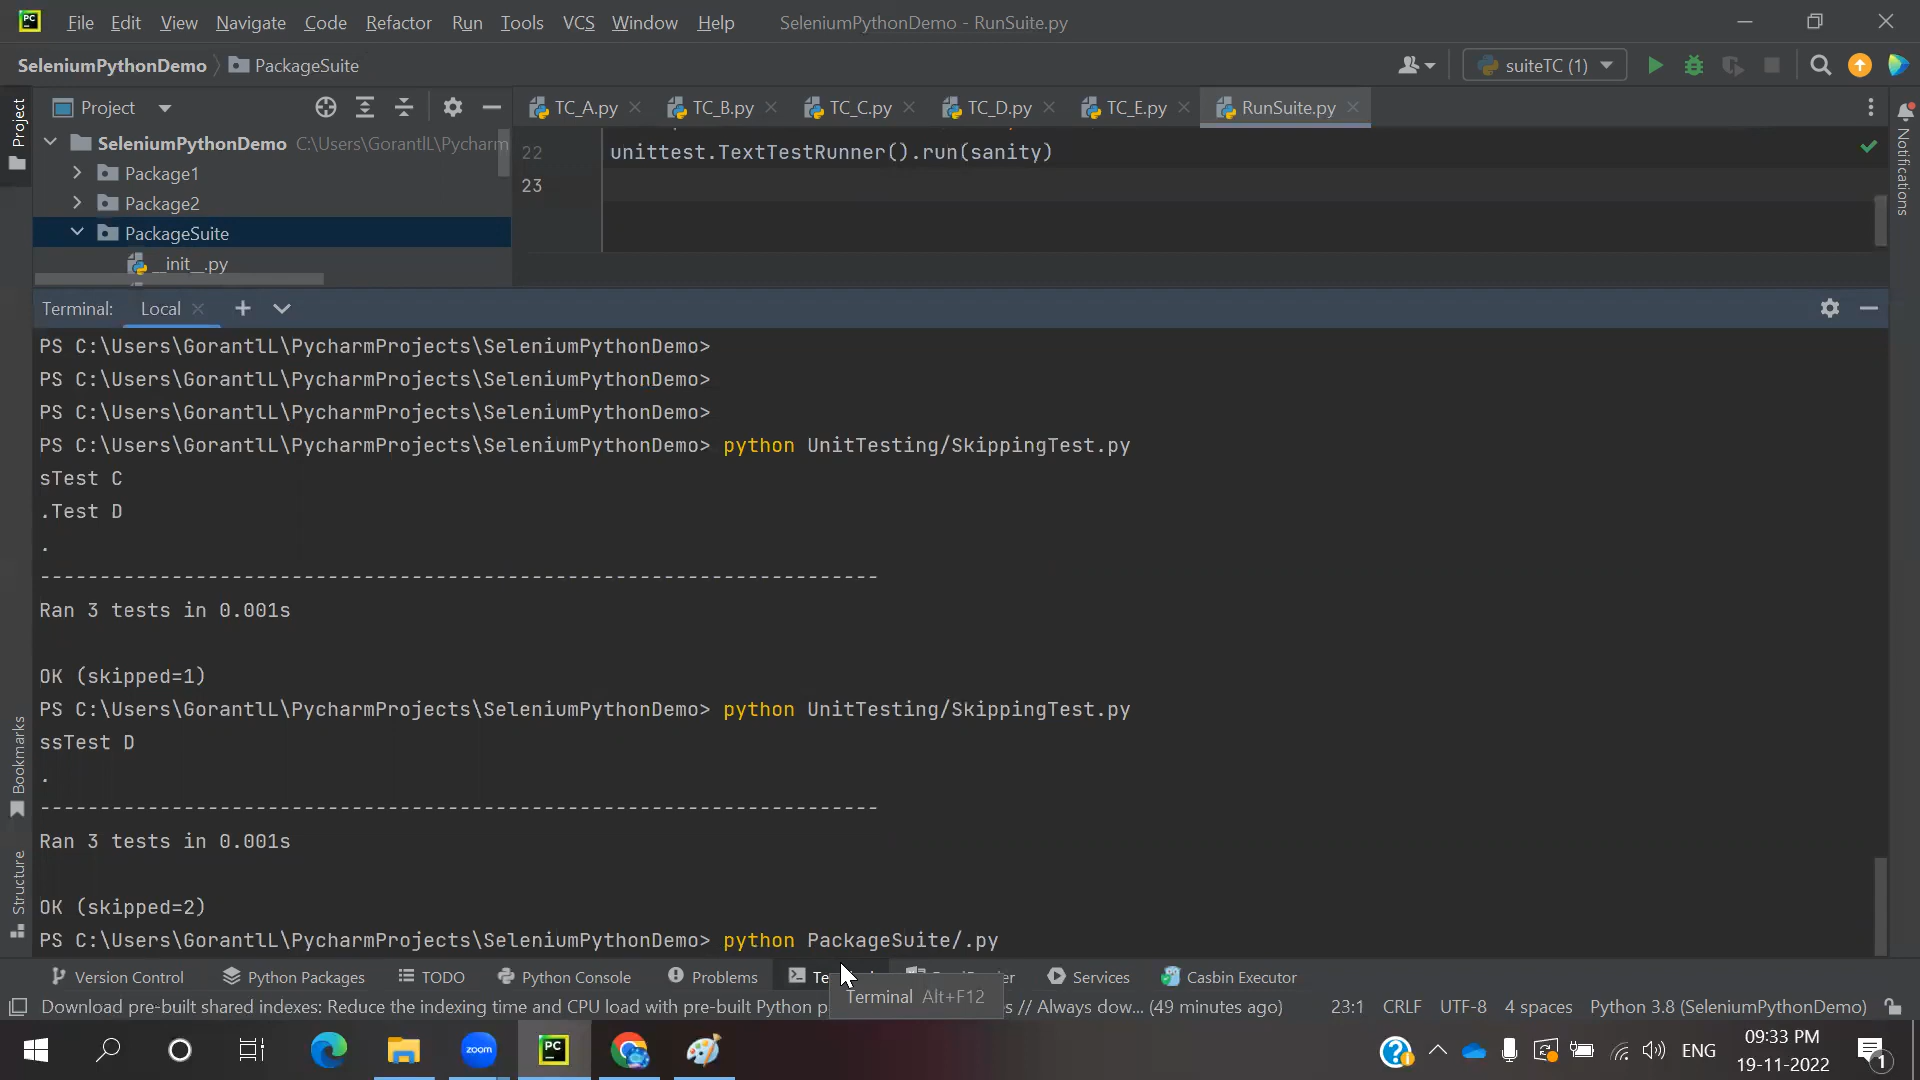 PC File Edit View Navigate Code Refactor Run Tools VCS Window Help SeleniumPythonDemo - RunSuite.py
SeleniumPythonDemo PackageSuite suiteTC (1)
Project
Project
TC_A.py TC_B.py TC_C.py TC_D.py TC_E.py RunSuite.py
SeleniumPythonDemo C:\Users\GorantlL\Pycharm
Package1
Package2
PackageSuite
__init__.py
22 unittest.TextTestRunner().run(sanity)
23
Notifications
Terminal: Local
PS C:\Users\GorantlL\PycharmProjects\SeleniumPythonDemo>
PS C:\Users\GorantlL\PycharmProjects\SeleniumPythonDemo>
PS C:\Users\GorantlL\PycharmProjects\SeleniumPythonDemo>
PS C:\Users\GorantlL\PycharmProjects\SeleniumPythonDemo> python UnitTesting/SkippingTest.py
sTest C
.Test D
.
----------------------------------------------------------------------
Ran 3 tests in 0.001s
OK (skipped=1)
PS C:\Users\GorantlL\PycharmProjects\SeleniumPythonDemo> python UnitTesting/SkippingTest.py
ssTest D
.
----------------------------------------------------------------------
Ran 3 tests in 0.001s
OK (skipped=2)
PS C:\Users\GorantlL\PycharmProjects\SeleniumPythonDemo> python PackageSuite/.py
Bookmarks
Structure
Version Control Python Packages TODO Python Console Problems Services Casbin Executor
Terminal Alt+F12
Download pre-built shared indexes: Reduce the indexing time and CPU load with pre-built Python p s // Always dow... (49 minutes ago) 23:1 CRLF UTF-8 4 spaces Python 3.8 (SeleniumPythonDemo)
zoom PC ENG 09:33 PM
19-11-2022 1